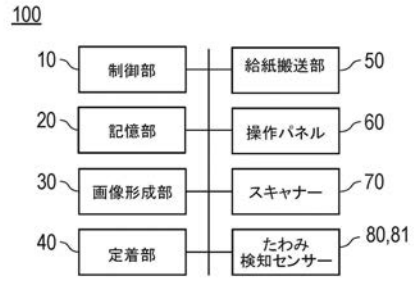 100
10 制御部
給紙搬送部 50
20 記憶部
操作パネル 60
30 画像形成部
スキャナー 70
40 定着部
たわみ
検知センサー 80,81